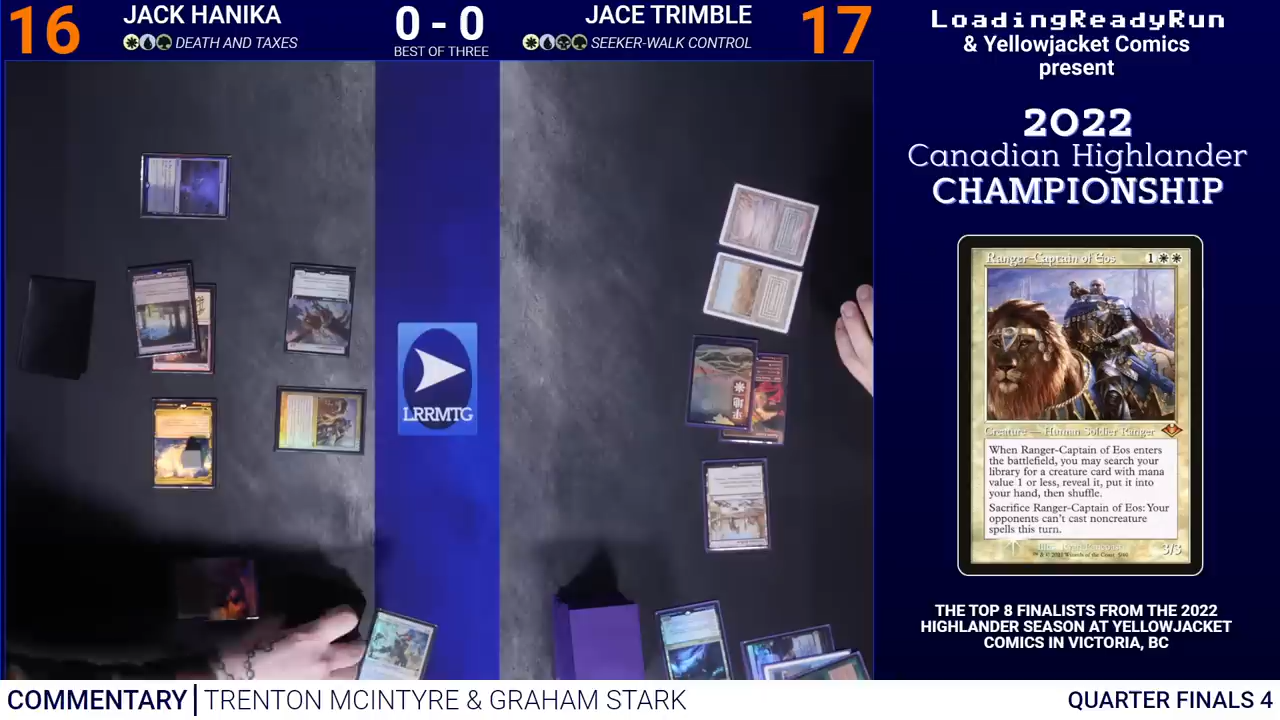 16
JACK HANIKA
DEATH AND TAXES
0 - 0
BEST OF THREE
JACE TRIMBLE
SEEKER-WALK CONTROL
17
LoadingReadyRun
& Yellowjacket Comics
present
2022
Canadian Highlander
CHAMPIONSHIP
Ranger-Captain of Eos 1
Creature — Human Soldier Ranger
When Ranger-Captain of Eos enters
the battlefield, you may search your
library for a creature card with mana
value 1 or less, reveal it, put it into
your hand, then shuffle.
Sacrifice Ranger-Captain of Eos: Your
opponents can't cast noncreature
spells this turn.
3/3
LRRMTG
THE TOP 8 FINALISTS FROM THE 2022
HIGHLANDER SEASON AT YELLOWJACKET
COMICS IN VICTORIA, BC
COMMENTARY | TRENTON MCINTYRE & GRAHAM STARK
QUARTER FINALS 4